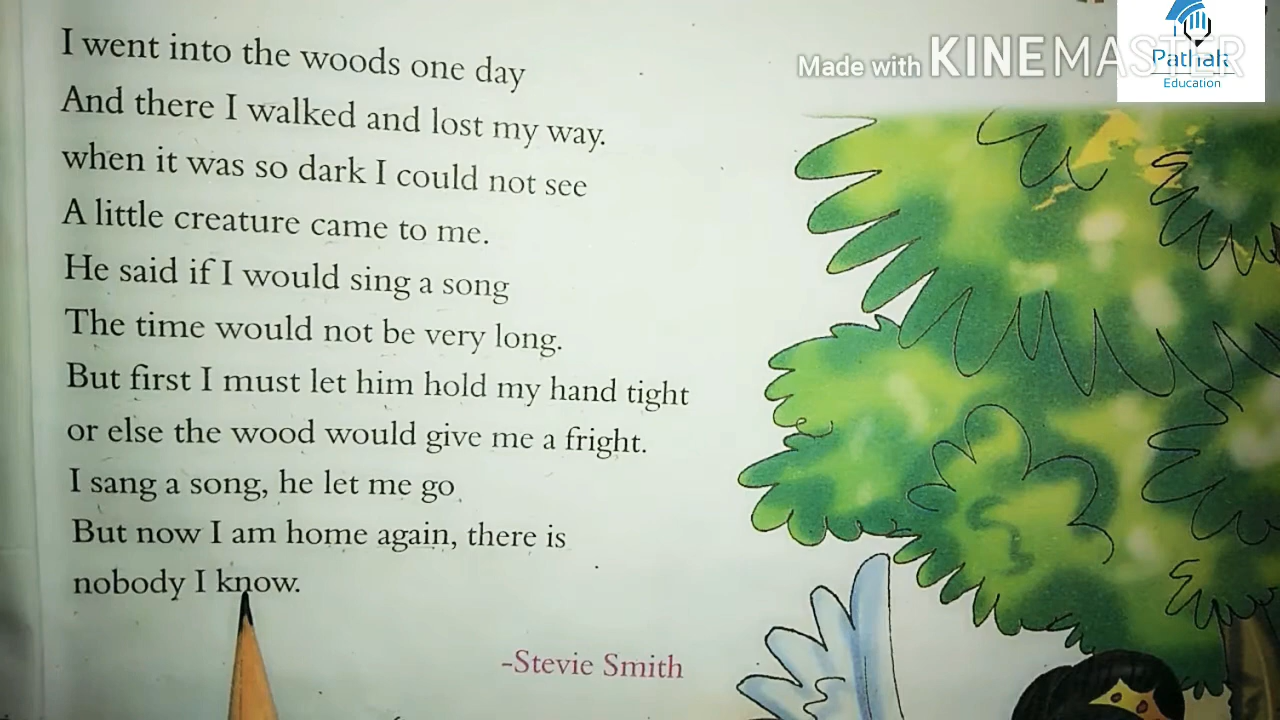 I went into the woods one day
And there I walked and lost my way.
when it was so dark I could not see
A little creature came to me.
He said if I would sing a song
The time would not be very long.
But first I must let him hold my hand tight
or else the wood would give me a fright.
I sang a song, he let me go.
But now I am home again, there is
nobody I know.
-Stevie Smith
Made with KINEMASTER
Pathak
Education